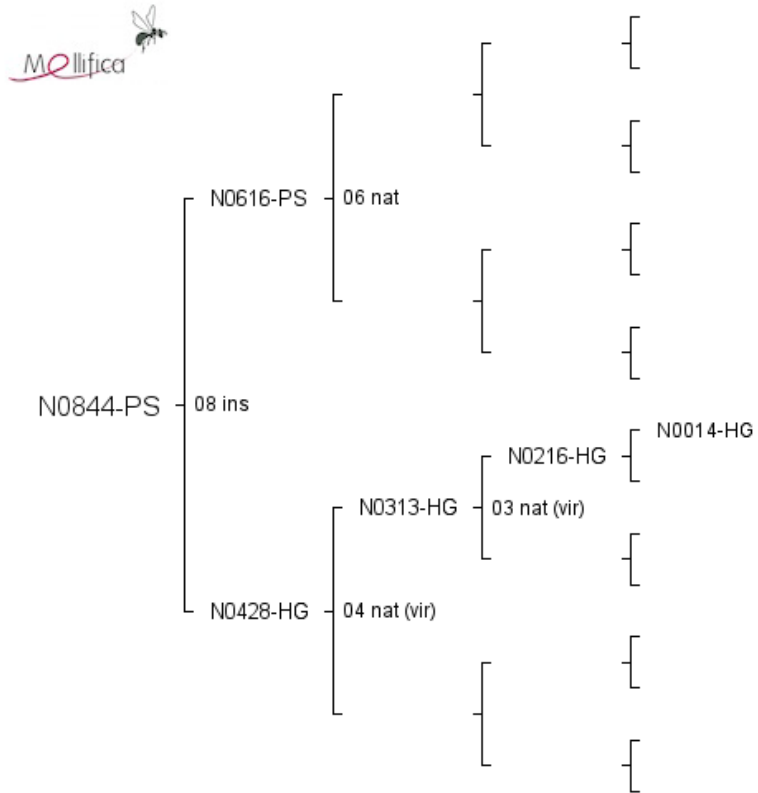 Mellifica
N0616-PS
06 nat
N0844-PS
08 ins
N0014-HG
N0216-HG
N0313-HG
03 nat (vir)
N0428-HG
04 nat (vir)